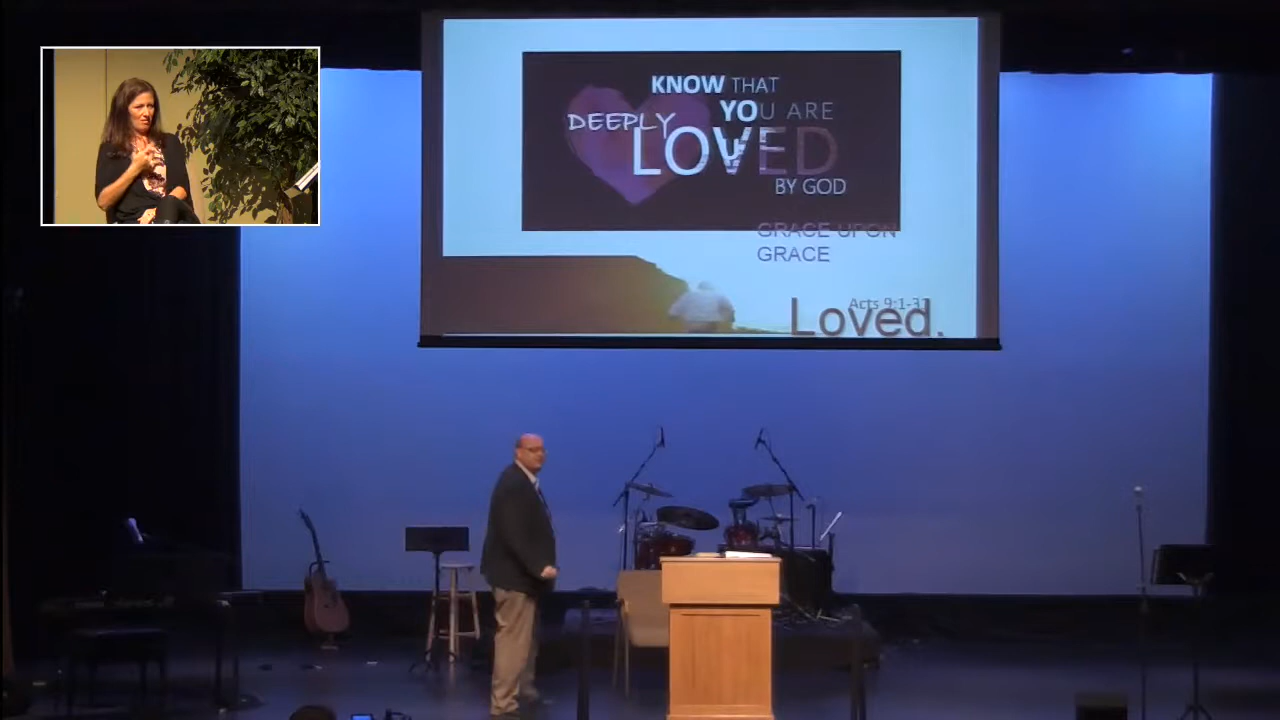 KNOW THAT
YOU ARE
DEEPLY
LOVED
BY GOD
GRACE UPON
GRACE
Acts 9:1-31
Loved.